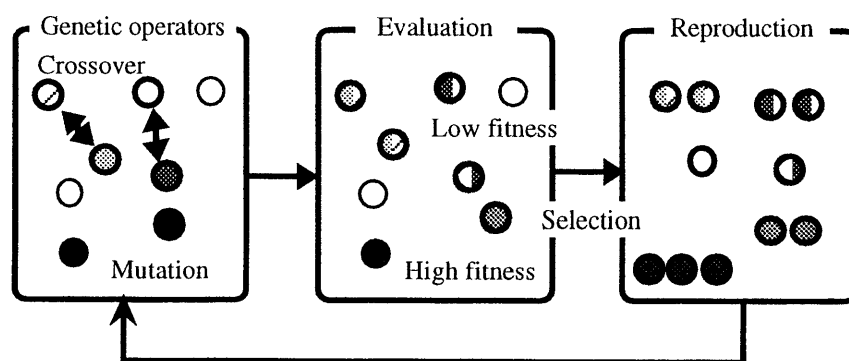 Genetic operators
Crossover
Mutation
Evaluation
Low fitness
High fitness
Selection
Reproduction